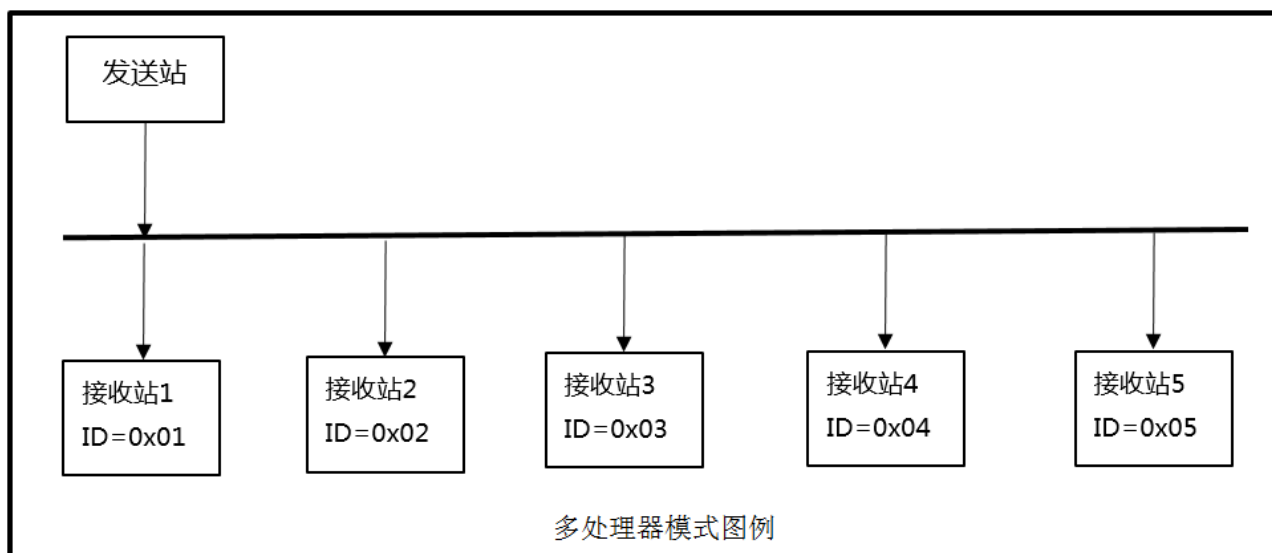 发送站
接收站1
ID=0x01
接收站2
ID=0x02
接收站3
ID=0x03
接收站4
ID=0x04
接收站5
ID=0x05
多处理器模式图例